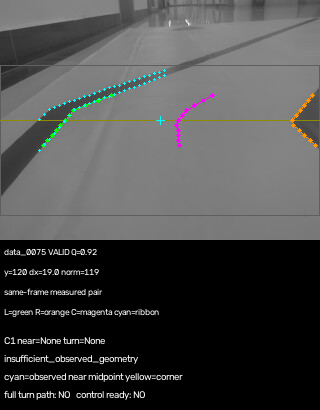 data_0075 VALID Q=0.92
y=120 dx=19.0 norm=119
same-frame measured pair
L=green R=orange C=magenta cyan=ribbon
C1 near=None turn=None
insufficient_observed_geometry
cyan=observed near midpoint yellow=corner
full turn path: NO control ready: NO